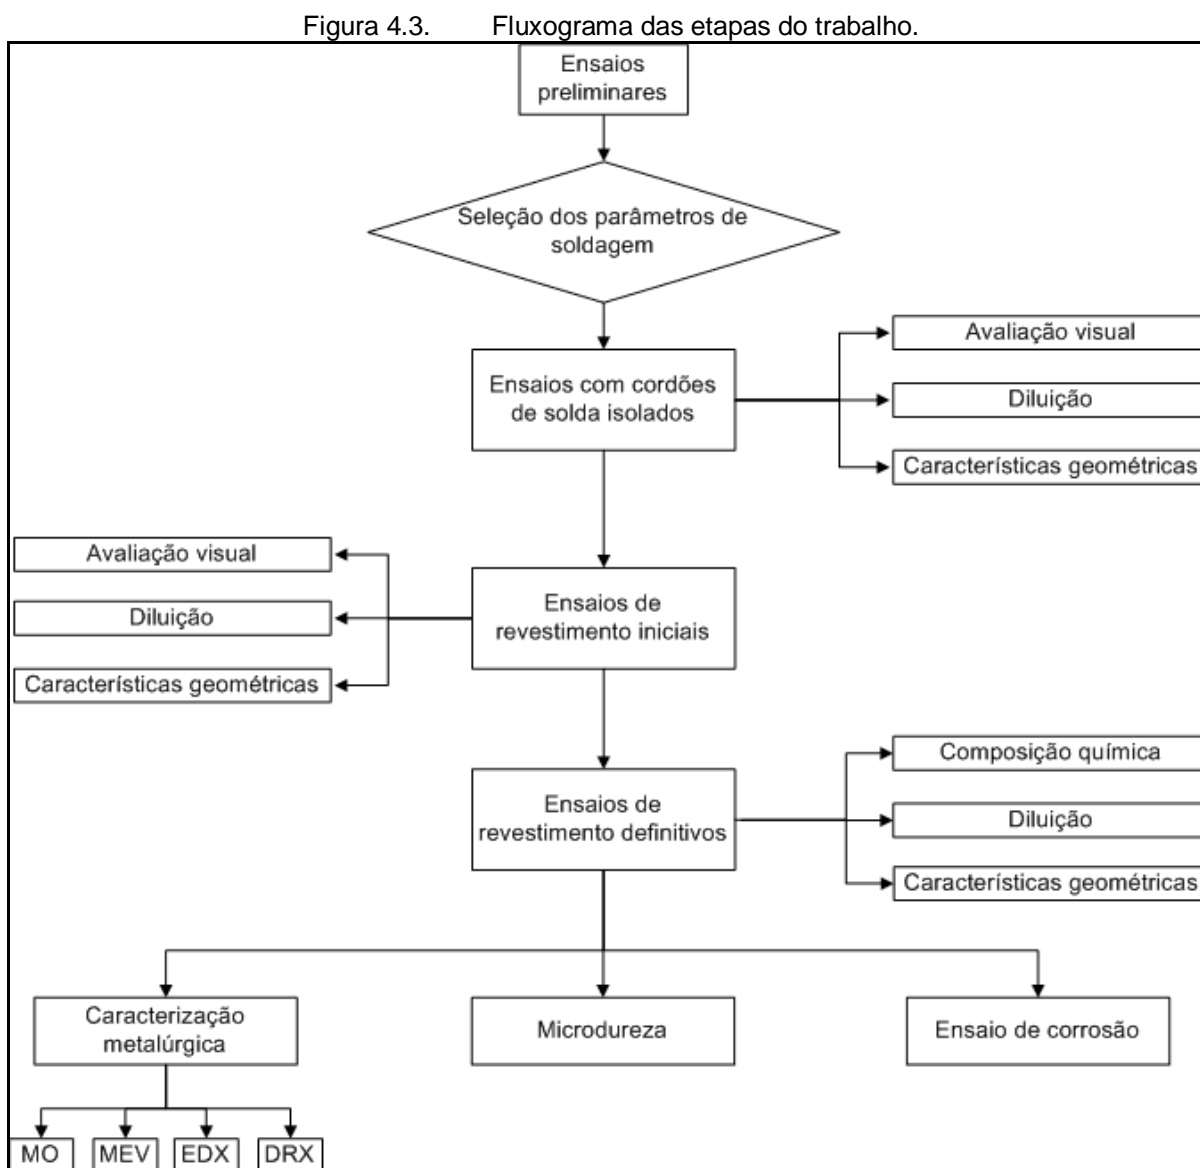 Figura 4.3. Fluxograma das etapas do trabalho.
Ensaios
preliminares
Seleção dos parâmetros de
soldagem
Avaliação visual
Ensaios com cordões
de solda isolados
Diluição
Características geométricas
Avaliação visual
Ensaios de
revestimento iniciais
Diluição
Características geométricas
Composição química
Ensaios de
revestimento definitivos
Diluição
Características geométricas
Caracterização
metalúrgica
Microdureza
Ensaio de corrosão
MO
MEV
EDX
DRX